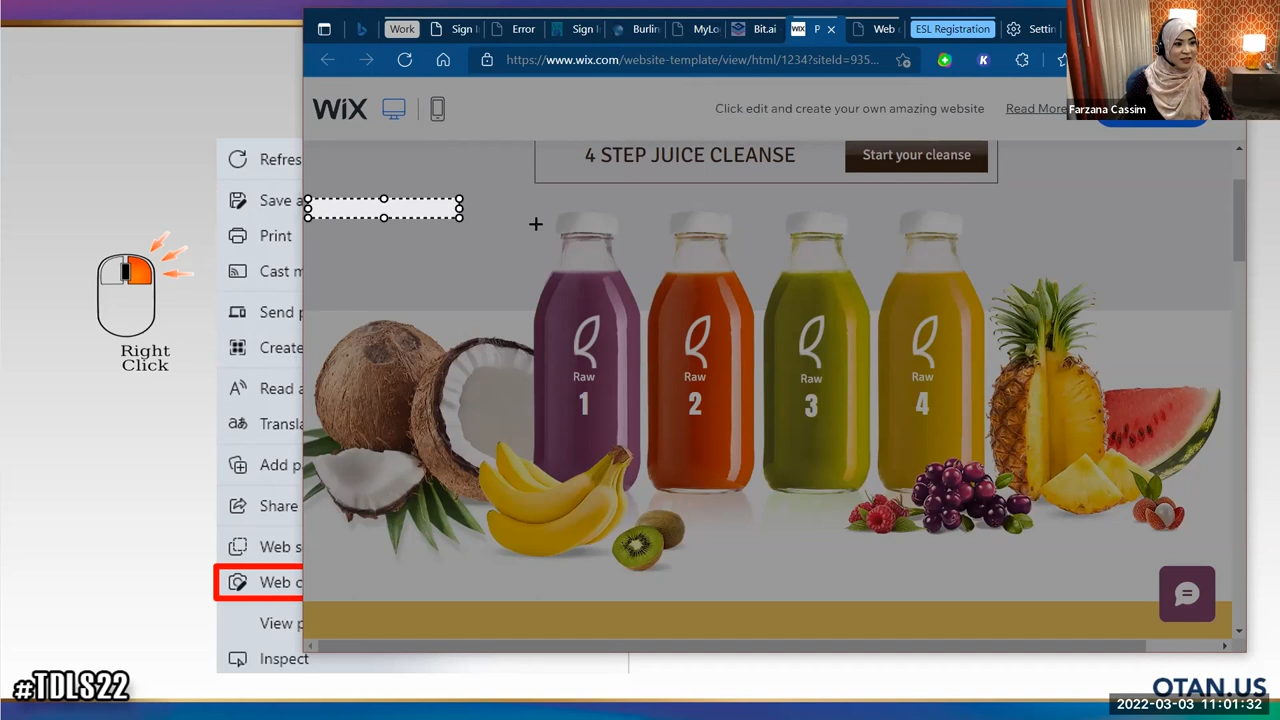 Work
Sign I
Error
Sign I
Burlin
MyLo
Bit.ai
WiX
P
Web
ESL Registration
Settin
https://www.wix.com/website-template/view/html/1234?siteId=935...
K
WiX
Click edit and create your own amazing website
Read More
Farzana Cassim
4 STEP JUICE CLEANSE
Start your cleanse
Refres
Save a
Print
Cast m
Send p
Create
Read a
Transla
Add p
Share
Web s
Web c
View p
Inspect
Right
Click
Raw
1
Raw
2
Raw
3
Raw
4
#TDLS22
OTAN.US
2022-03-03 11:01:32